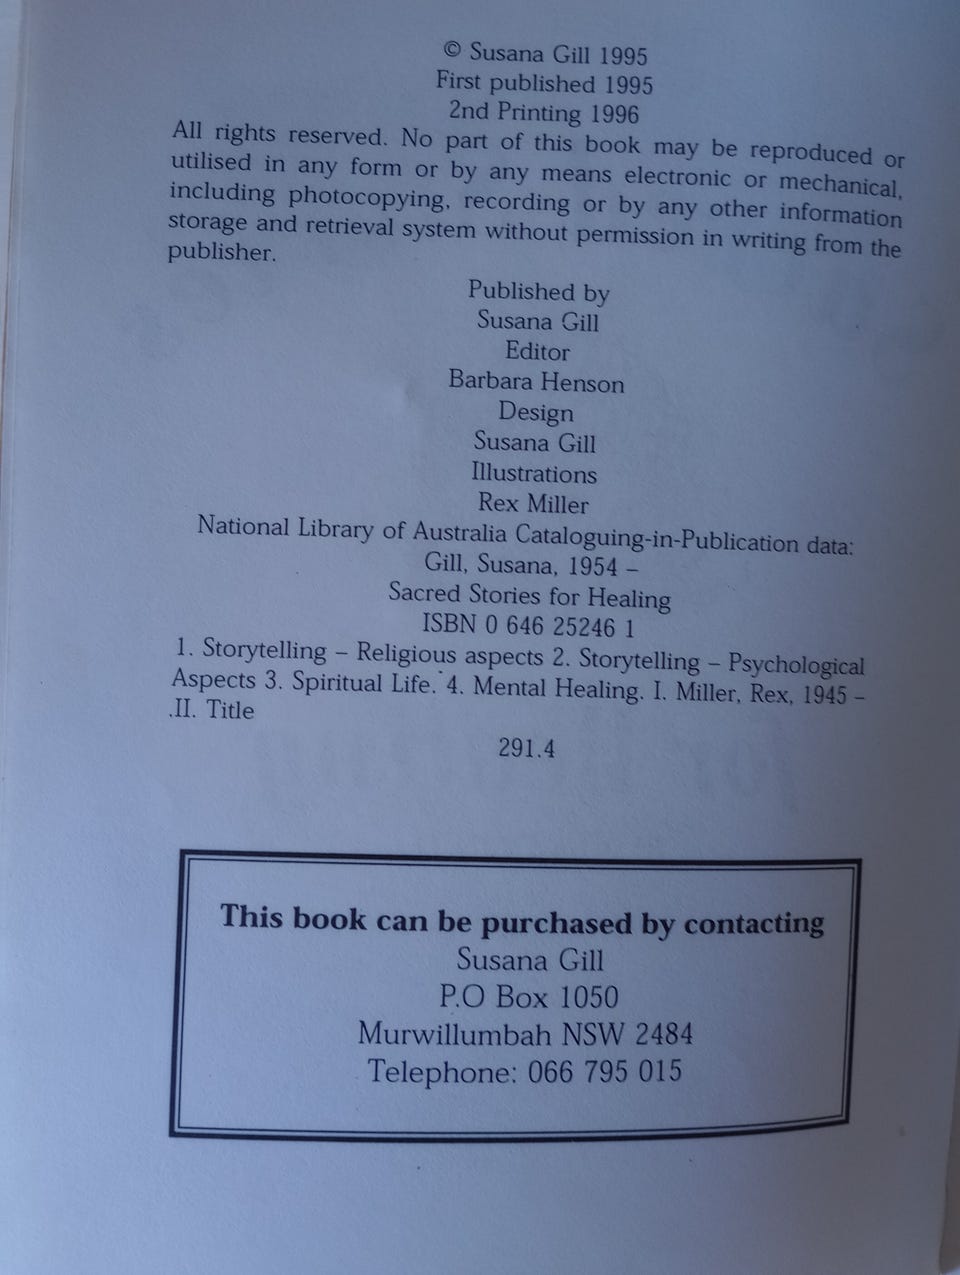 © Susana Gill 1995
First published 1995
2nd Printing 1996
All rights reserved. No part of this book may be reproduced or
utilised in any form or by any means electronic or mechanical,
including photocopying, recording or by any other information
storage and retrieval system without permission in writing from the
publisher.
Published by
Susana Gill
Editor
Barbara Henson
Design
Susana Gill
Illustrations
Rex Miller
National Library of Australia Cataloguing-in-Publication data:
Gill, Susana, 1954 –
Sacred Stories for Healing
ISBN 0 646 25246 1
1. Storytelling – Religious aspects 2. Storytelling – Psychological
Aspects 3. Spiritual Life. 4. Mental Healing. I. Miller, Rex, 1945 –
.II. Title
291.4
This book can be purchased by contacting
Susana Gill
P.O Box 1050
Murwillumbah NSW 2484
Telephone: 066 795 015